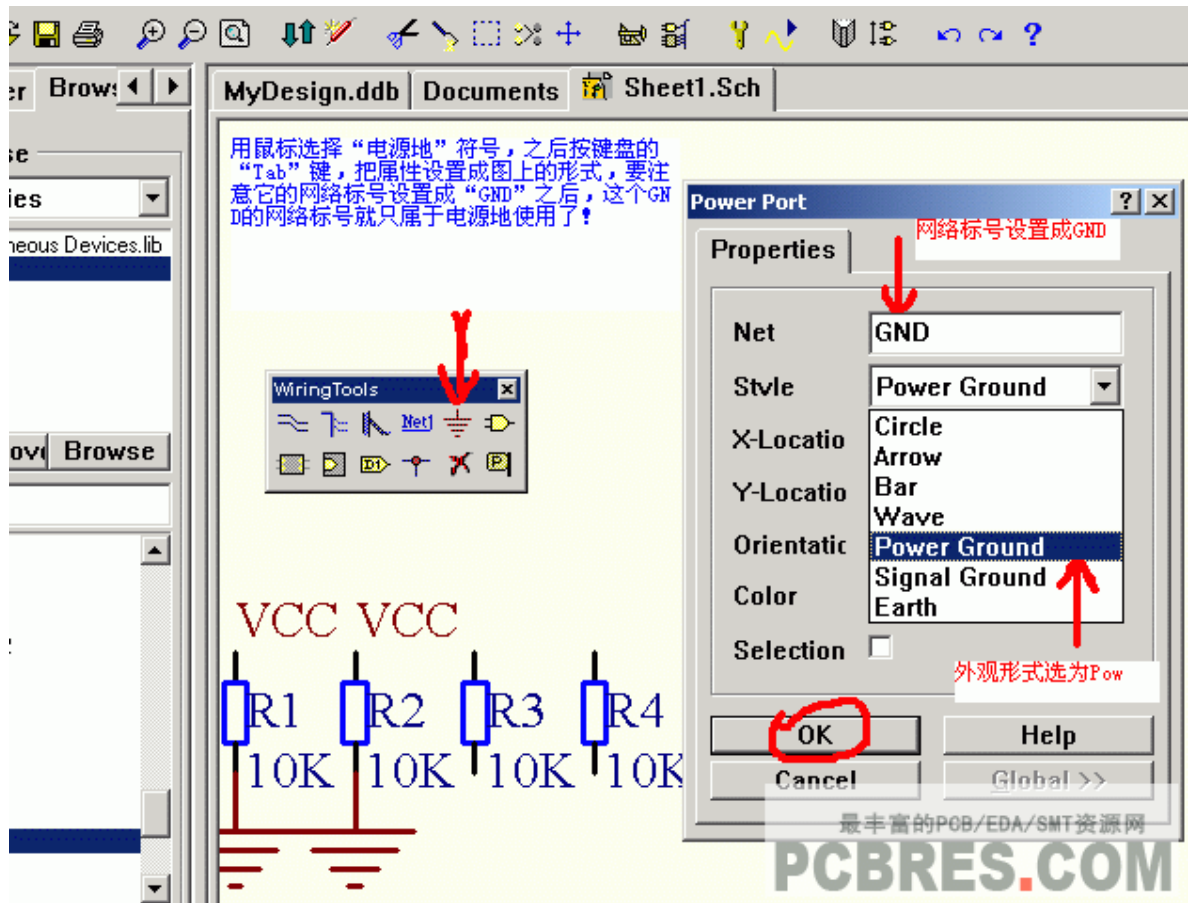 er
Brow
MyDesign.ddb
Documents
Sheet1.Sch
用鼠标选择“电源地”符号，之后按键盘的
“Tab”键，把属性设置成图上的形式，要注
意它的网络标号设置成“GND”之后，这个GN
D的网络标号就只属于电源地使用了！
se
ies
neous Devices.lib
ov
Browse
WiringTools
Net1
D1
P
VCC VCC
R1 R2 R3 R4
10K 10K 10K 10K
Power Port
网络标号设置成GND
Properties
Net GND
Style Power Ground
X-Locatio
Y-Locatio
Orientatic
Color
Selection
Circle
Arrow
Bar
Wave
Power Ground
Signal Ground
Earth
外观形式选为Pow
OK
Help
Cancel
Global >>
最丰富的PCB/EDA/SMT资源网
PCBRES.COM